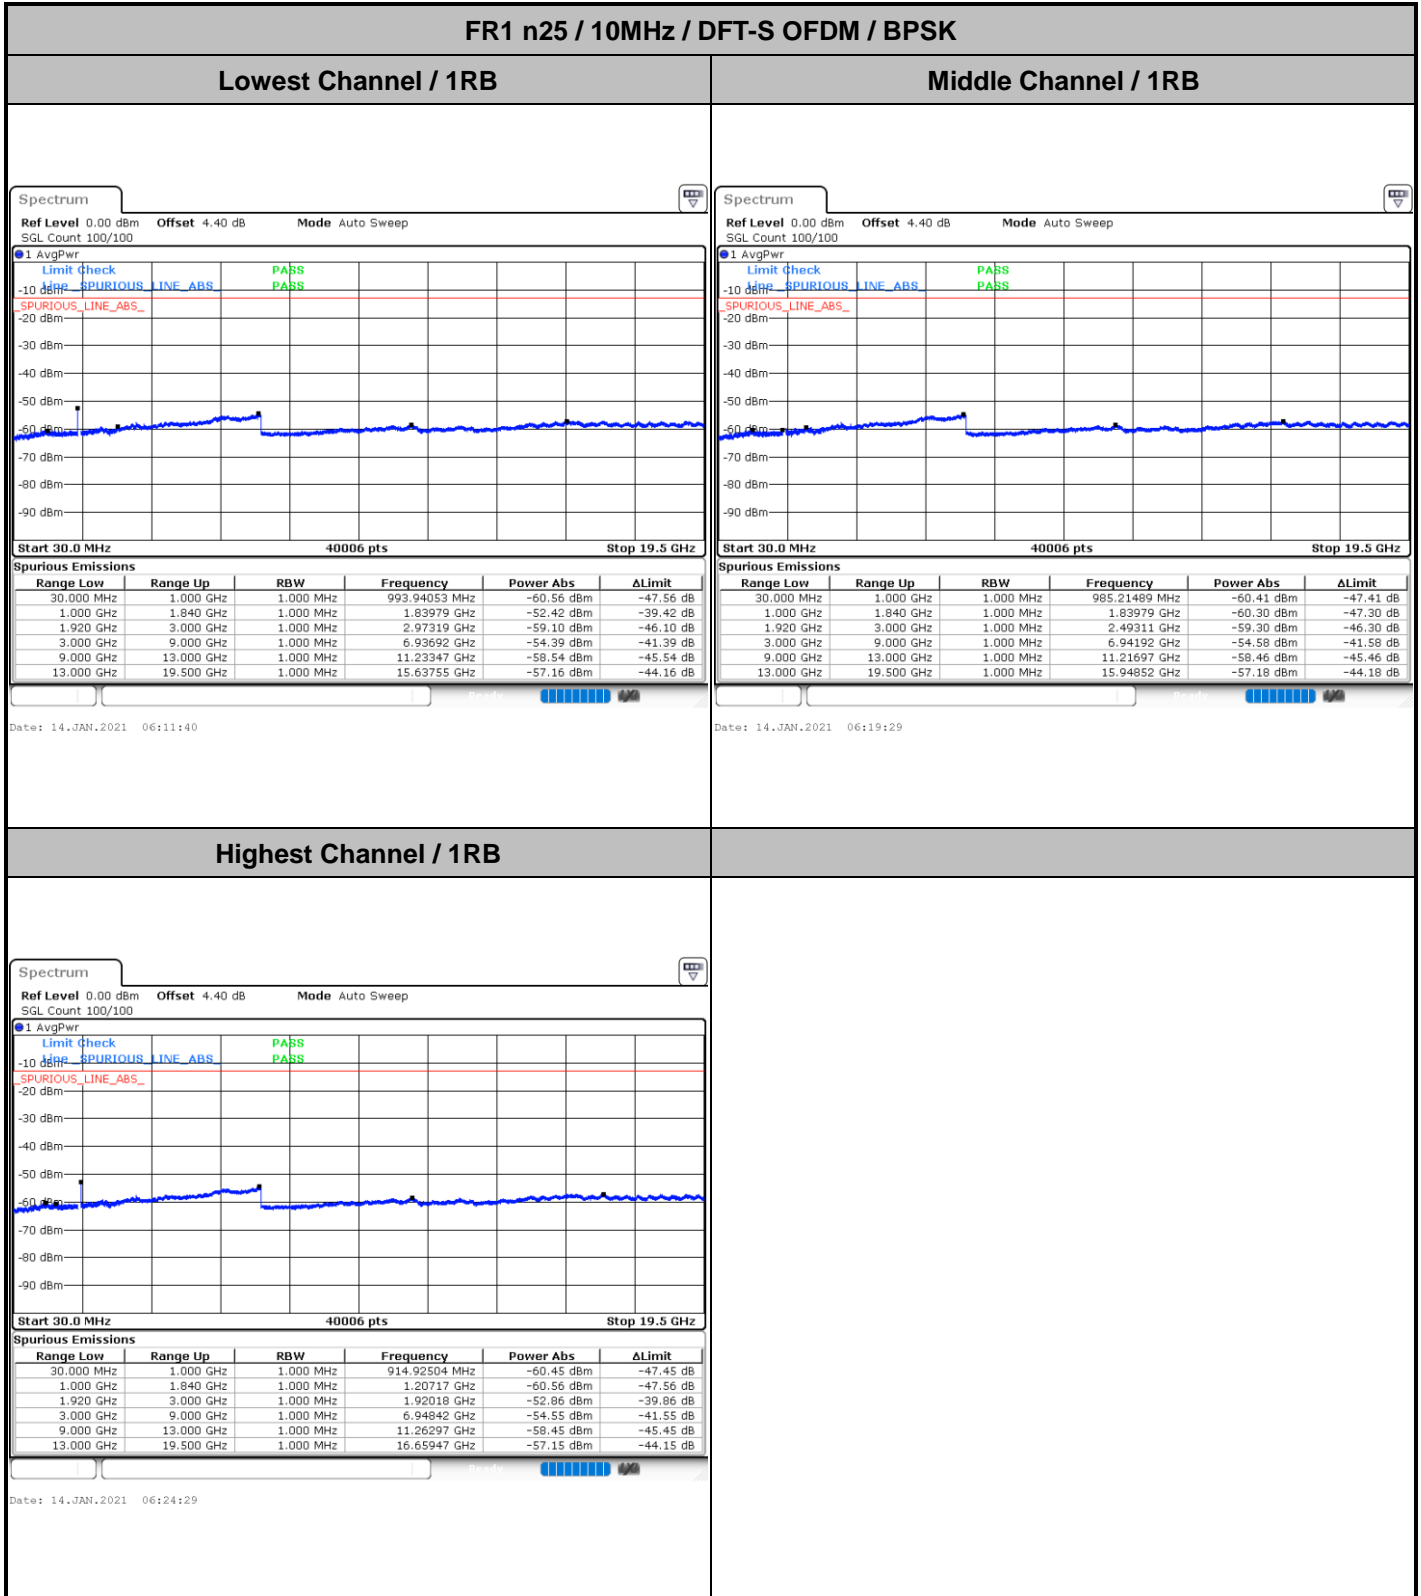 FR1 n25 / 10MHz / DFT-S OFDM / BPSK
Lowest Channel / 1RB
Middle Channel / 1RB
Spectrum
Ref Level 0.00 dBm Offset 4.40 dB Mode Auto Sweep
SGL Count 100/100
1 AvgPwr
Limit Check PASS
-10 dBm Line _SPURIOUS_LINE_ABS_ PASS
_SPURIOUS_LINE_ABS_
-20 dBm
-30 dBm
-40 dBm
-50 dBm
-60 dBm
-70 dBm
-80 dBm
-90 dBm
Start 30.0 MHz 40006 pts Stop 19.5 GHz
Spurious Emissions
Range Low Range Up RBW Frequency Power Abs ΔLimit
30.000 MHz 1.000 GHz 1.000 MHz 993.94053 MHz -60.56 dBm -47.56 dB
1.000 GHz 1.840 GHz 1.000 MHz 1.83979 GHz -52.42 dBm -39.42 dB
1.920 GHz 3.000 GHz 1.000 MHz 2.97319 GHz -59.10 dBm -46.10 dB
3.000 GHz 9.000 GHz 1.000 MHz 6.93692 GHz -54.39 dBm -41.39 dB
9.000 GHz 13.000 GHz 1.000 MHz 11.23347 GHz -58.54 dBm -45.54 dB
13.000 GHz 19.500 GHz 1.000 MHz 15.63755 GHz -57.16 dBm -44.16 dB
Ready
Date: 14.JAN.2021 06:11:40
Spectrum
Ref Level 0.00 dBm Offset 4.40 dB Mode Auto Sweep
SGL Count 100/100
1 AvgPwr
Limit Check PASS
-10 dBm Line _SPURIOUS_LINE_ABS_ PASS
_SPURIOUS_LINE_ABS_
-20 dBm
-30 dBm
-40 dBm
-50 dBm
-60 dBm
-70 dBm
-80 dBm
-90 dBm
Start 30.0 MHz 40006 pts Stop 19.5 GHz
Spurious Emissions
Range Low Range Up RBW Frequency Power Abs ΔLimit
30.000 MHz 1.000 GHz 1.000 MHz 985.21489 MHz -60.41 dBm -47.41 dB
1.000 GHz 1.840 GHz 1.000 MHz 1.83979 GHz -60.30 dBm -47.30 dB
1.920 GHz 3.000 GHz 1.000 MHz 2.49311 GHz -59.30 dBm -46.30 dB
3.000 GHz 9.000 GHz 1.000 MHz 6.94192 GHz -54.58 dBm -41.58 dB
9.000 GHz 13.000 GHz 1.000 MHz 11.21697 GHz -58.46 dBm -45.46 dB
13.000 GHz 19.500 GHz 1.000 MHz 15.94852 GHz -57.18 dBm -44.18 dB
Ready
Date: 14.JAN.2021 06:19:29
Highest Channel / 1RB
Spectrum
Ref Level 0.00 dBm Offset 4.40 dB Mode Auto Sweep
SGL Count 100/100
1 AvgPwr
Limit Check PASS
-10 dBm Line _SPURIOUS_LINE_ABS_ PASS
_SPURIOUS_LINE_ABS_
-20 dBm
-30 dBm
-40 dBm
-50 dBm
-60 dBm
-70 dBm
-80 dBm
-90 dBm
Start 30.0 MHz 40006 pts Stop 19.5 GHz
Spurious Emissions
Range Low Range Up RBW Frequency Power Abs ΔLimit
30.000 MHz 1.000 GHz 1.000 MHz 914.92504 MHz -60.45 dBm -47.45 dB
1.000 GHz 1.840 GHz 1.000 MHz 1.20717 GHz -60.56 dBm -47.56 dB
1.920 GHz 3.000 GHz 1.000 MHz 1.92018 GHz -52.86 dBm -39.86 dB
3.000 GHz 9.000 GHz 1.000 MHz 6.94842 GHz -54.55 dBm -41.55 dB
9.000 GHz 13.000 GHz 1.000 MHz 11.26297 GHz -58.45 dBm -45.45 dB
13.000 GHz 19.500 GHz 1.000 MHz 16.65947 GHz -57.15 dBm -44.15 dB
Ready
Date: 14.JAN.2021 06:24:29